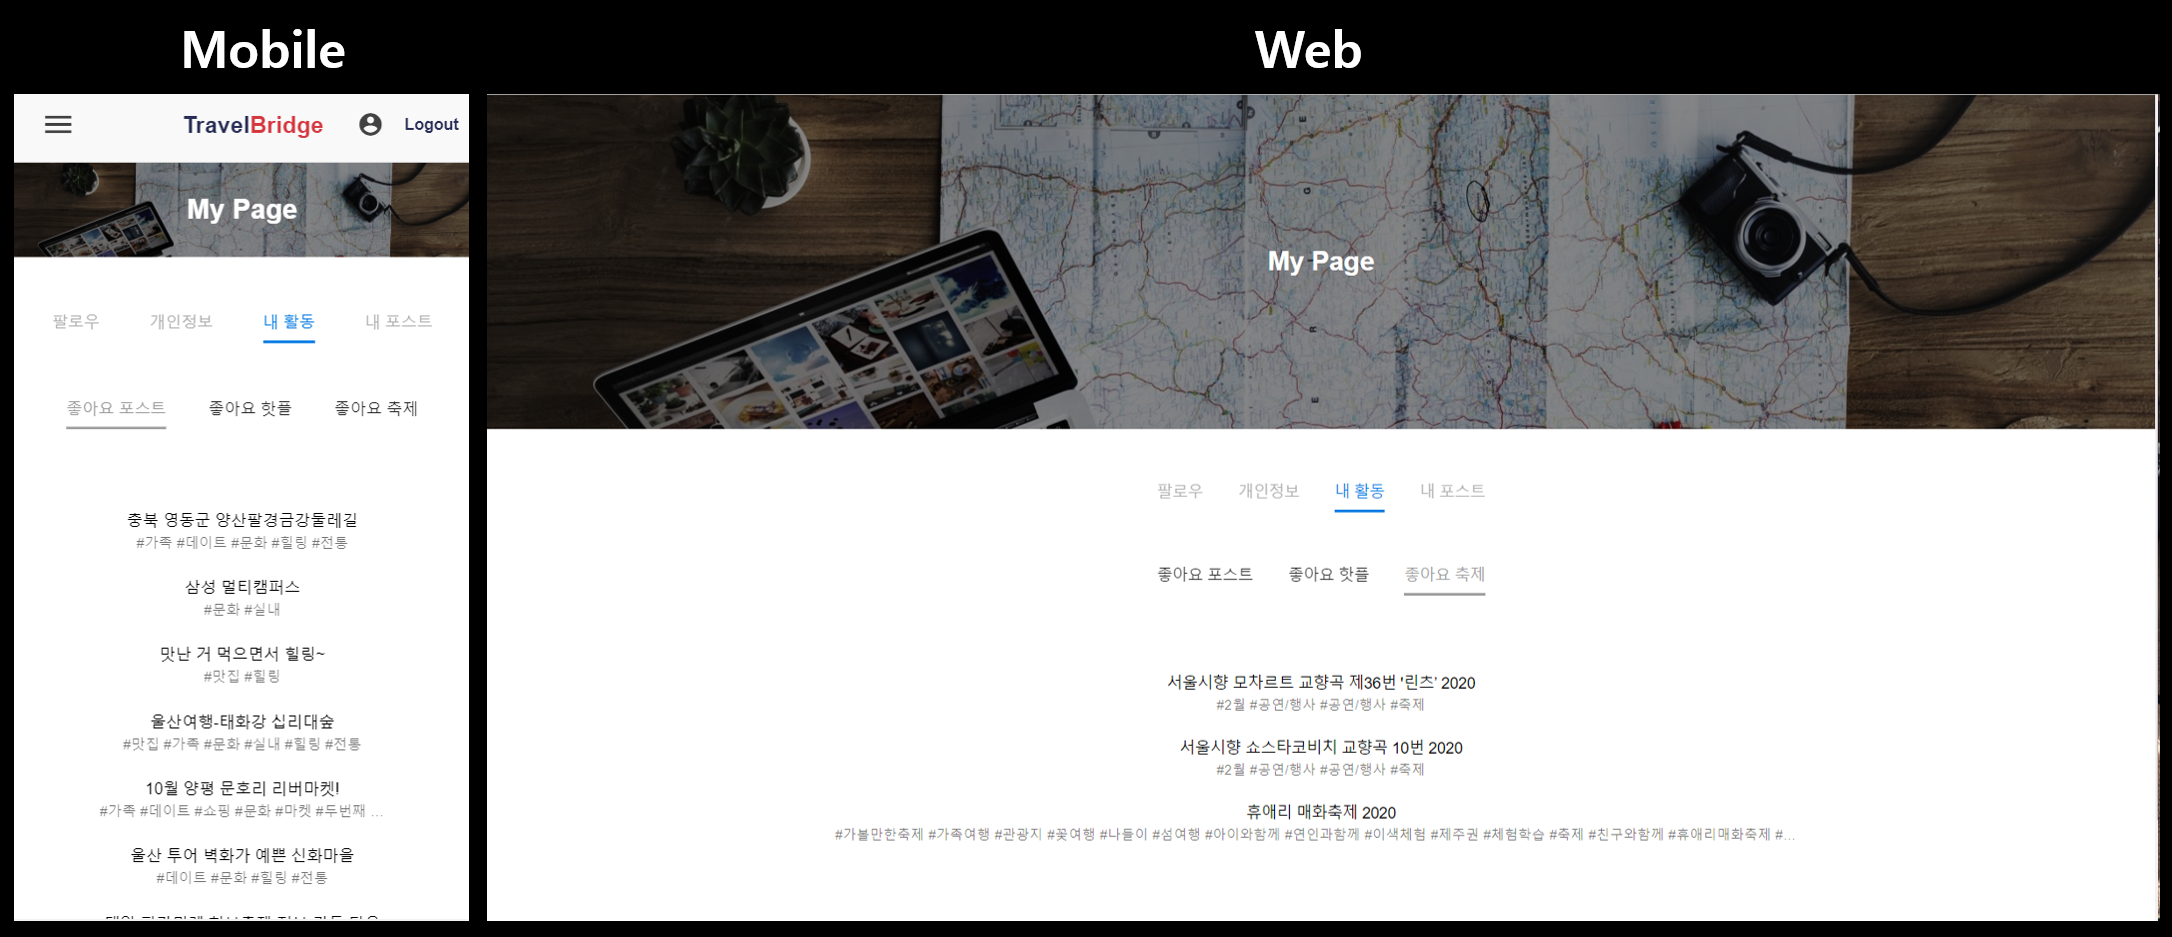 Mobile
Web
TravelBridge
Logout
My Page
팔로우 개인정보 내 활동 내 포스트
좋아요 포스트 좋아요 핫플 좋아요 축제
충북 영동군 양산팔경금강둘레길
#가족 #데이트 #문화 #힐링 #전통
삼성 멀티캠퍼스
#문화 #실내
맛난 거 먹으면서 힐링~
#맛집 #힐링
울산여행-태화강 십리대숲
#맛집 #가족 #문화 #실내 #힐링 #전통
10월 양평 문호리 리버마켓!
#가족 #데이트 #쇼핑 #문화 #마켓 #두번째 ...
울산 투어 벽화가 예쁜 신화마을
#데이트 #문화 #힐링 #전통
My Page
팔로우 개인정보 내 활동 내 포스트
좋아요 포스트 좋아요 핫플 좋아요 축제
서울시향 모차르트 교향곡 제36번 '린츠' 2020
#2월 #공연/행사 #공연/행사 #축제
서울시향 쇼스타코비치 교향곡 10번 2020
#2월 #공연/행사 #공연/행사 #축제
휴애리 매화축제 2020
#가볼만한축제 #가족여행 #관광지 #꽃여행 #나들이 #섬여행 #아이와함께 #연인과함께 #이색체험 #제주권 #체험학습 #축제 #친구와함께 #휴애리매화축제 #...